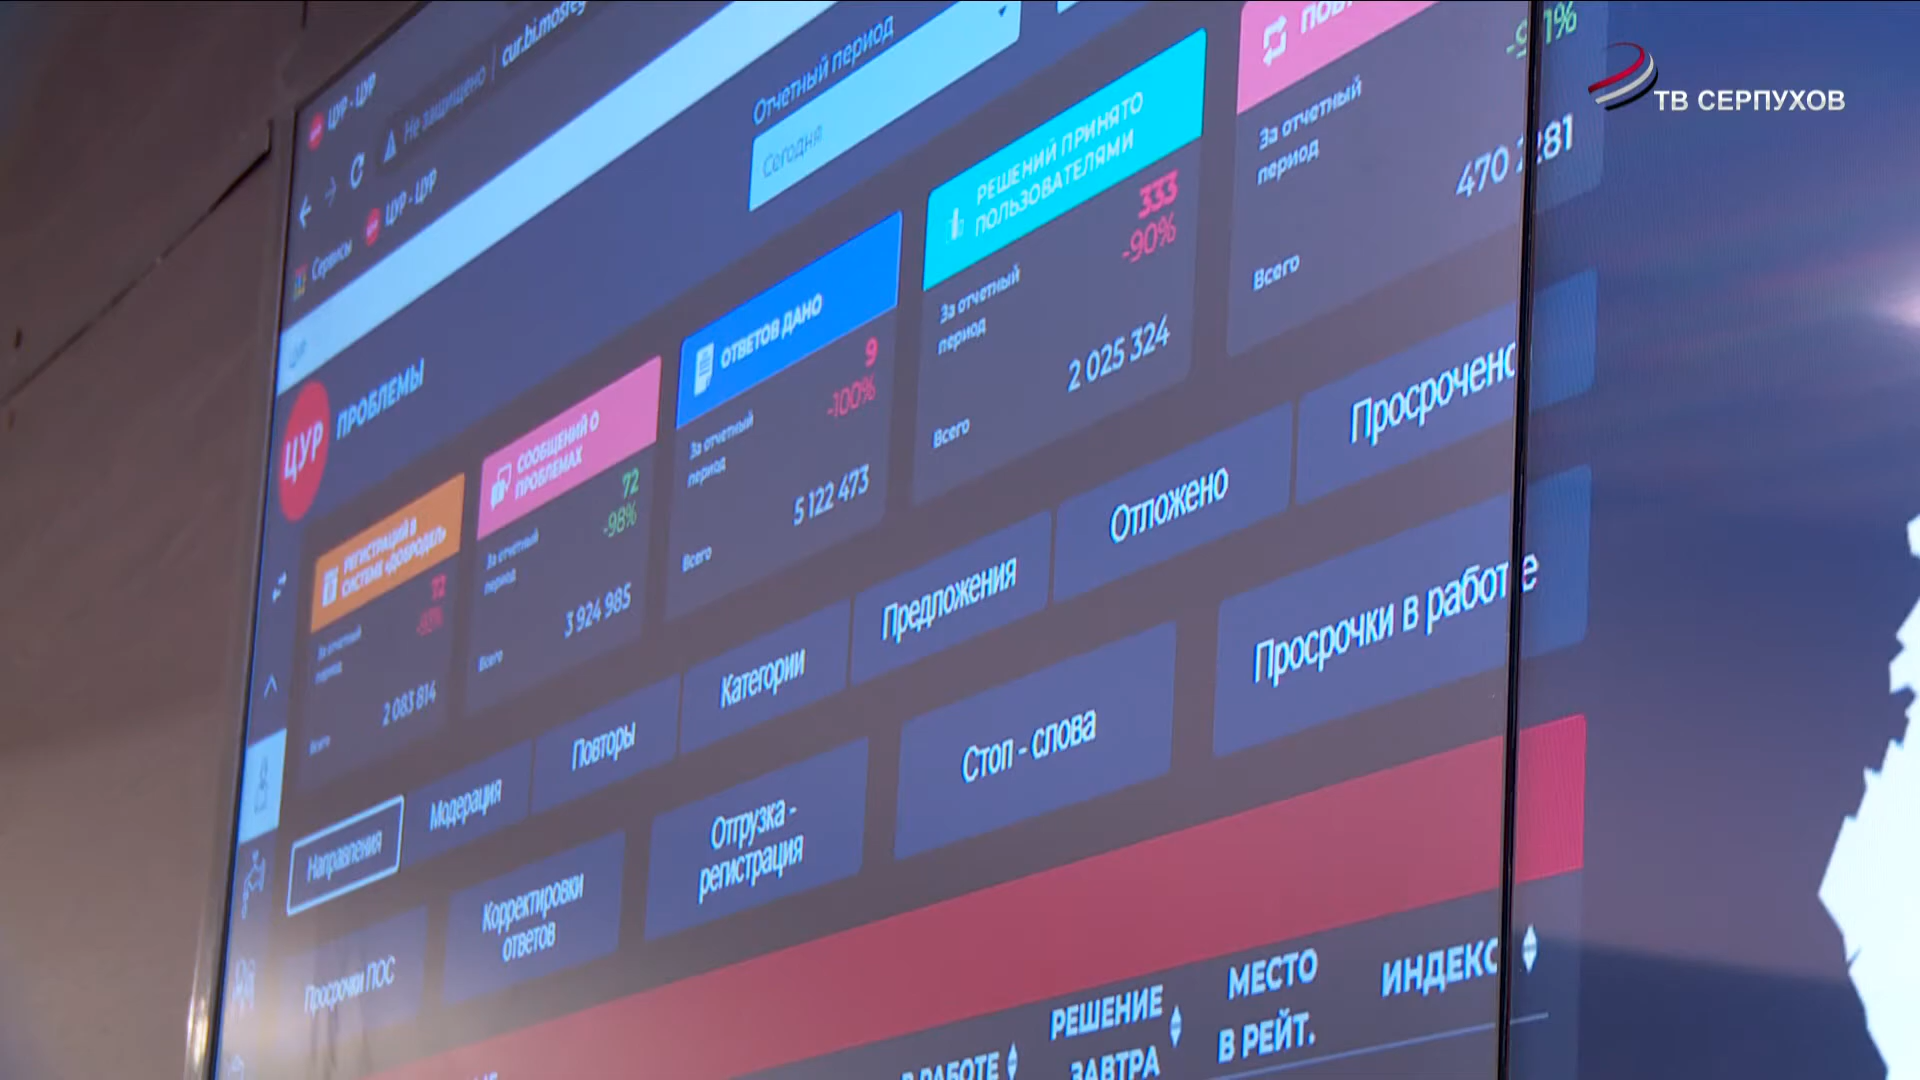 ТВ СЕРПУХОВ
ЦУР - ЦУР
Не защищено
cur.bi.mosreg
ЦУР - ЦУР
Сервисы
ЦУР
Отчетный период
Сегодня
ЦУР
ПРОБЛЕМЫ
РЕГИСТРАЦИЙ В
СИСТЕМЕ «ДОБРОДЕЛ»
72
За отчетный
период
Всего
2 083 814
СООБЩЕНИЙ О
ПРОБЛЕМАХ
72
-98%
За отчетный
период
Всего
3 924 985
ОТВЕТОВ ДАНО
9
-100%
За отчетный
период
Всего
5 122 473
РЕШЕНИЙ ПРИНЯТО
ПОЛЬЗОВАТЕЛЯМИ
333
-90%
За отчетный
период
Всего
2 025 324
За отчетный
период
Всего
Направления
Модерация
Повторы
Категории
Предложения
Отложено
Просрочено
Просрочки ПОС
Корректировки
ответов
Отгрузка -
регистрация
Стоп - слова
Просрочки в работе
В РАБОТЕ
РЕШЕНИЕ
ЗАВТРА
МЕСТО
В РЕЙТ.
ИНДЕКС